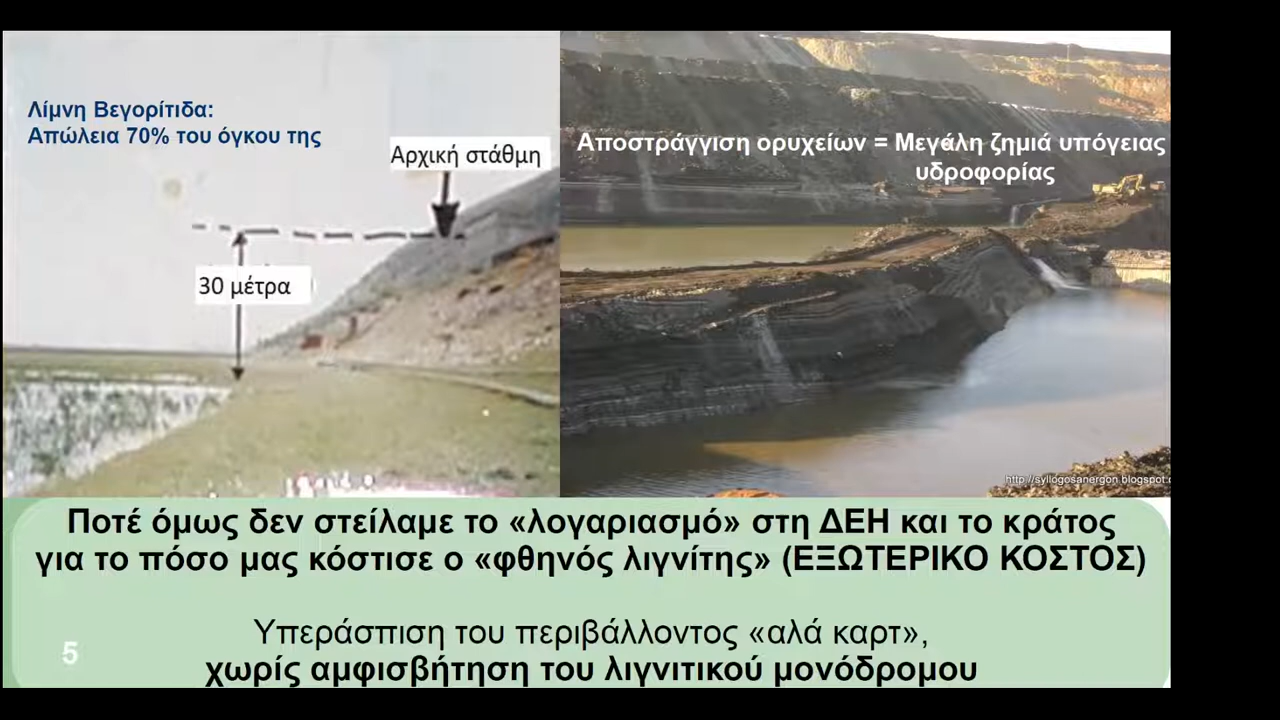 Λίμνη Βεγορίτιδα:
Απώλεια 70% του όγκου της
Αρχική στάθμη
30 μέτρα
Αποστράγγιση ορυχείων = Μεγάλη ζημιά υπόγειας
υδροφορίας
http://syllogosanergon.blogspot.c
Ποτέ όμως δεν στείλαμε το «λογαριασμό» στη ΔΕΗ και το κράτος
για το πόσο μας κόστισε ο «φθηνός λιγνίτης» (ΕΞΩΤΕΡΙΚΟ ΚΟΣΤΟΣ)
Υπεράσπιση του περιβάλλοντος «αλά καρτ»,
χωρίς αμφισβήτηση του λιγνιτικού μονόδρομου
5